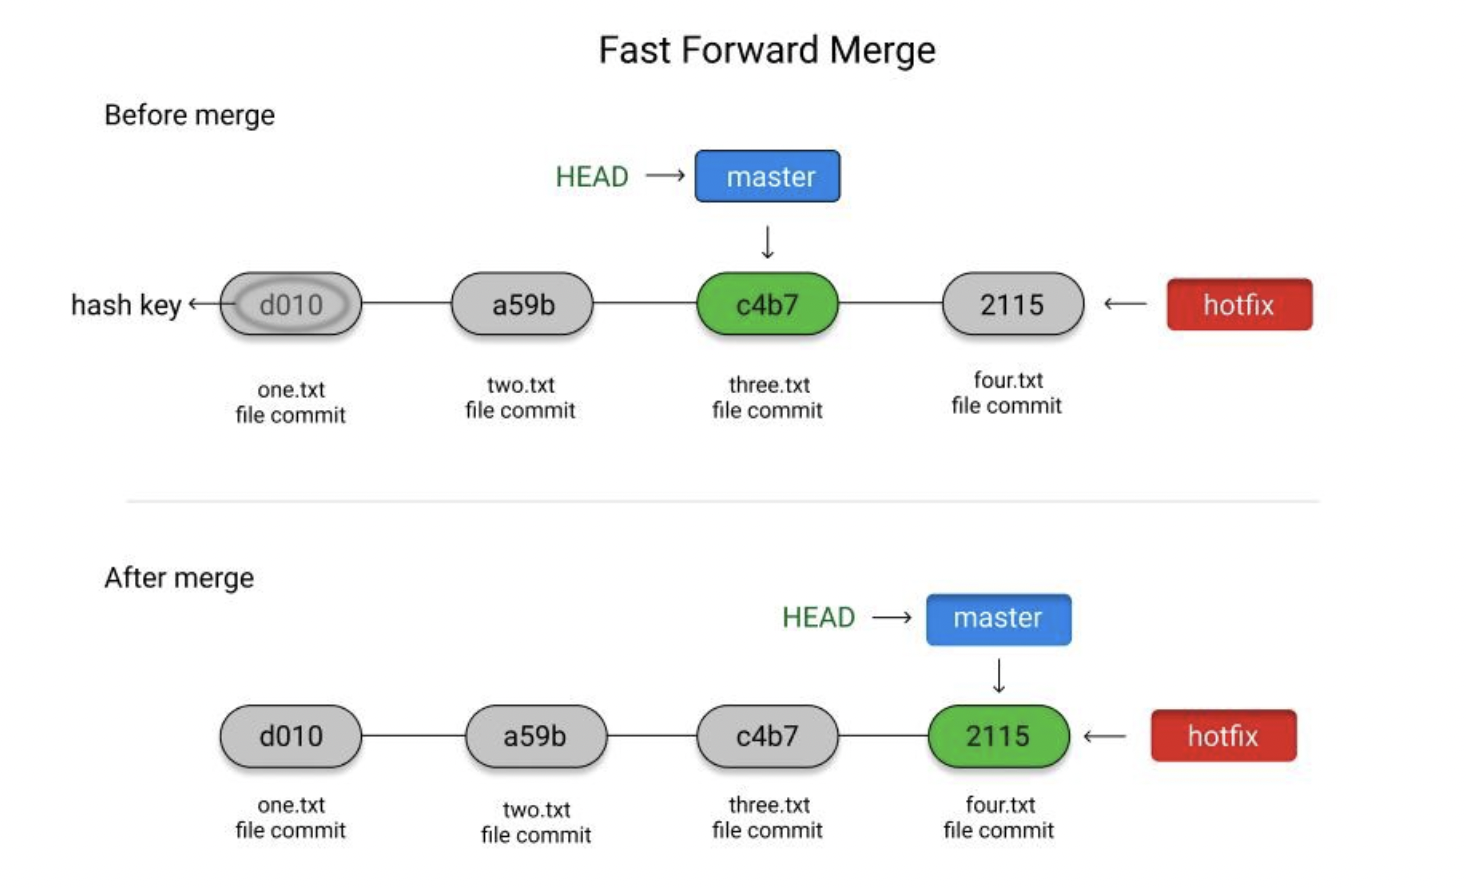 Fast Forward Merge
Before merge
HEAD
master
hash key
d010
a59b
c4b7
2115
hotfix
one.txt
file commit
two.txt
file commit
three.txt
file commit
four.txt
file commit
After merge
HEAD
master
d010
a59b
c4b7
2115
hotfix
one.txt
file commit
two.txt
file commit
three.txt
file commit
four.txt
file commit